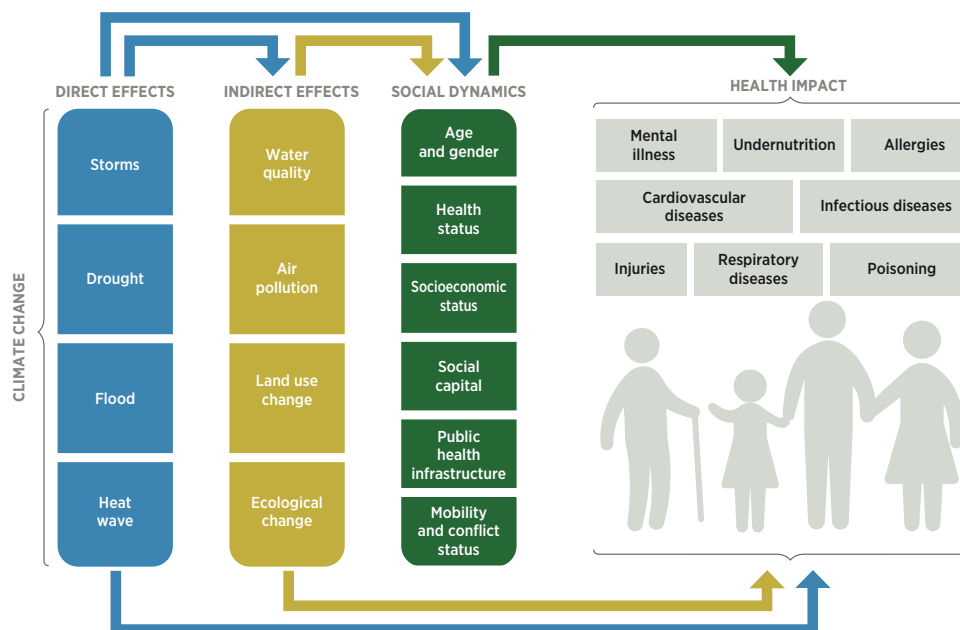 DIRECT EFFECTS
INDIRECT EFFECTS
SOCIAL DYNAMICS
HEALTH IMPACT
CLIMATE CHANGE
Storms
Drought
Flood
Heat
wave
Water
quality
Air
pollution
Land use
change
Ecological
change
Age
and gender
Health
status
Socioeconomic
status
Social
capital
Public
health
infrastructure
Mobility
and conflict
status
Mental
illness
Undernutrition
Allergies
Cardiovascular
diseases
Infectious diseases
Injuries
Respiratory
diseases
Poisoning